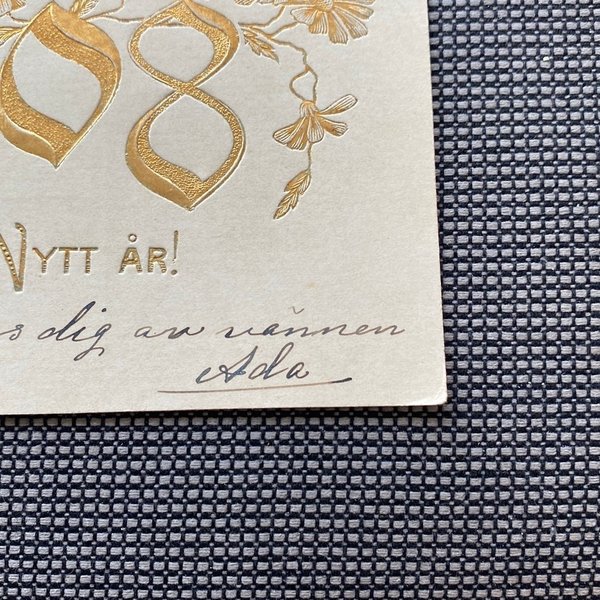 08
NYTT ÅR!
s dig av vännen
Ada